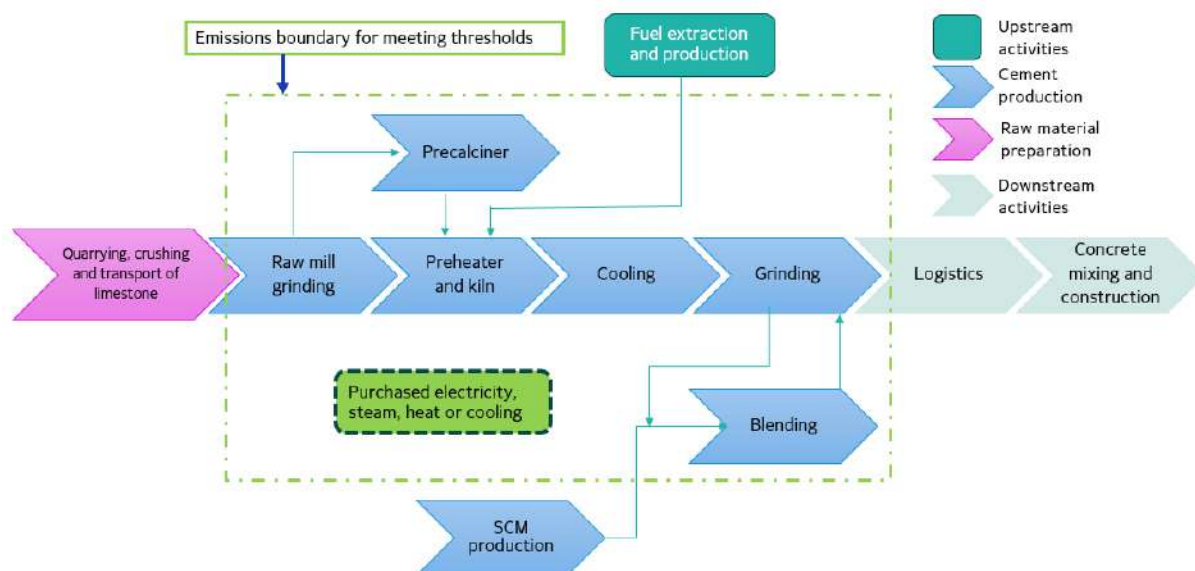 Emissions boundary for meeting thresholds
Fuel extraction
and production
Upstream
activities
Cement
production
Raw material
preparation
Downstream
activities
Precalciner
Quarrying, crushing
and transport of
limestone
Raw mill
grinding
Preheater
and kiln
Cooling
Grinding
Logistics
Concrete
mixing and
construction
Purchased electricity,
steam, heat or cooling
Blending
SCM
production